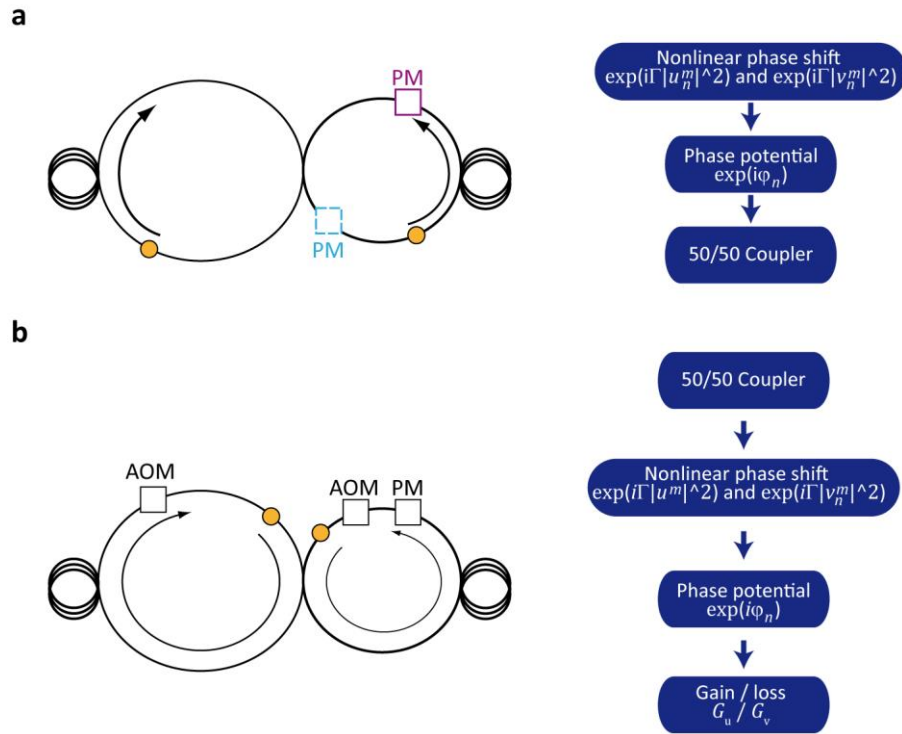 a
PM
PM
Nonlinear phase shift
exp(iΓ|u_n^m|^2) and exp(iΓ|v_n^m|^2)
Phase potential
exp(iφ_n)
50/50 Coupler
b
AOM
AOM PM
50/50 Coupler
Nonlinear phase shift
exp(iΓ|u^m|^2) and exp(iΓ|v_n^m|^2)
Phase potential
exp(iφ_n)
Gain / loss
G_u / G_v